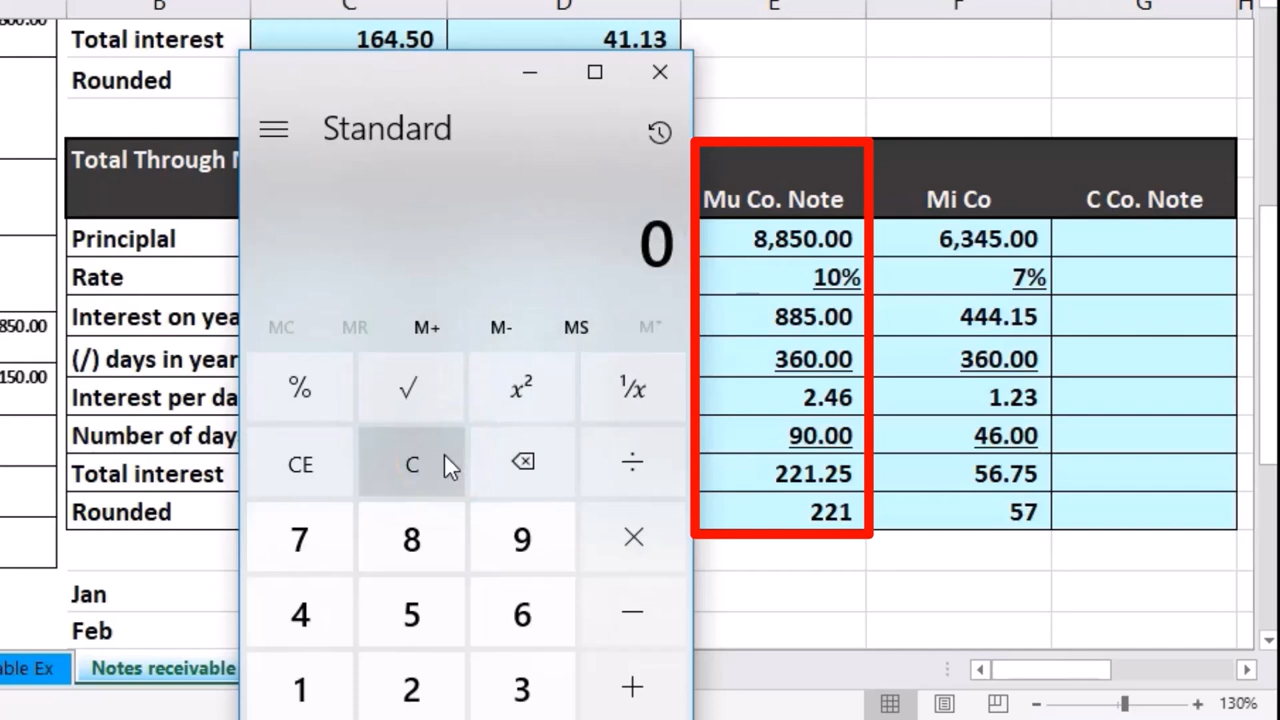 B C D E F G H
Total interest 164.50 41.13
Rounded
Standard
Total Through Mu Co. Note Mi Co C Co. Note
0
Principlal 8,850.00 6,345.00
Rate 10% 7%
Interest on yea 885.00 444.15
850.00 MC MR M+ M- MS
(/) days in year 360.00 360.00
150.00 % √ x² ¹/x
Interest per da 2.46 1.23
Number of day 90.00 46.00
CE C ÷
Total interest 221.25 56.75
Rounded 221 57
7 8 9 ×
Jan
4 5 6 −
Feb
able Ex Notes receivable
1 2 3 +
130%